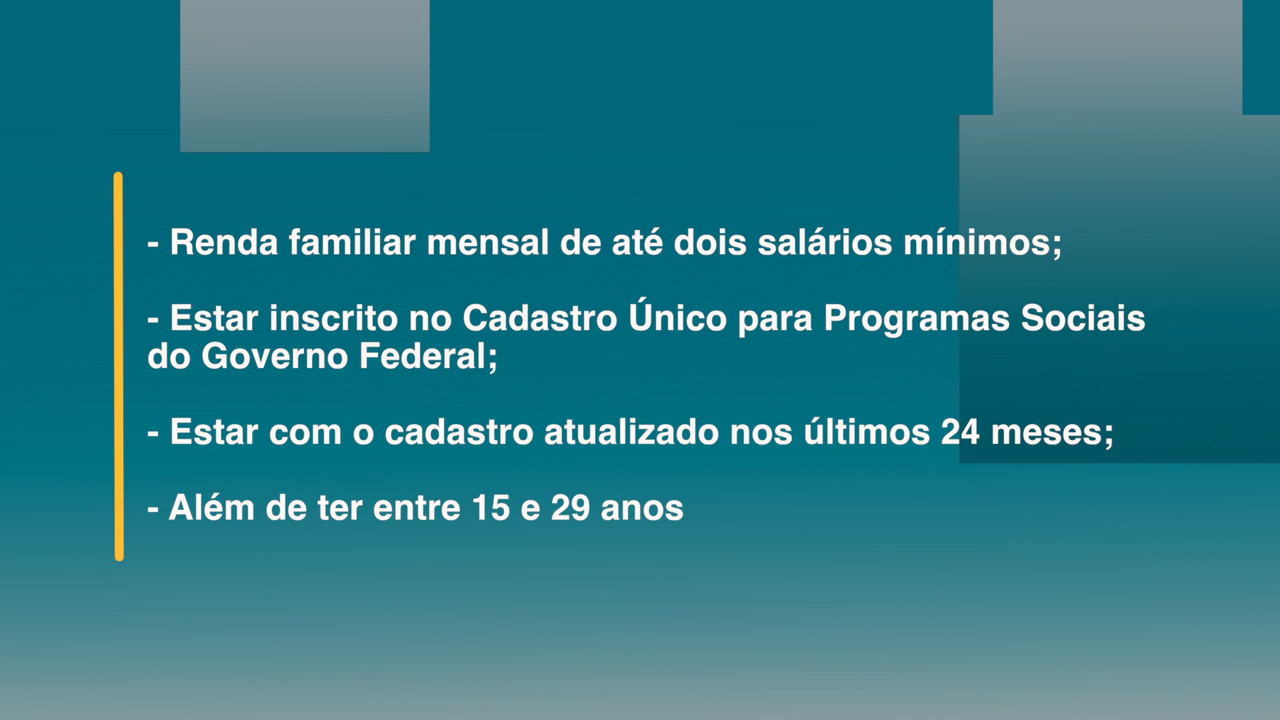 - Renda familiar mensal de até dois salários mínimos;
- Estar inscrito no Cadastro Único para Programas Sociais
do Governo Federal;
- Estar com o cadastro atualizado nos últimos 24 meses;
- Além de ter entre 15 e 29 anos